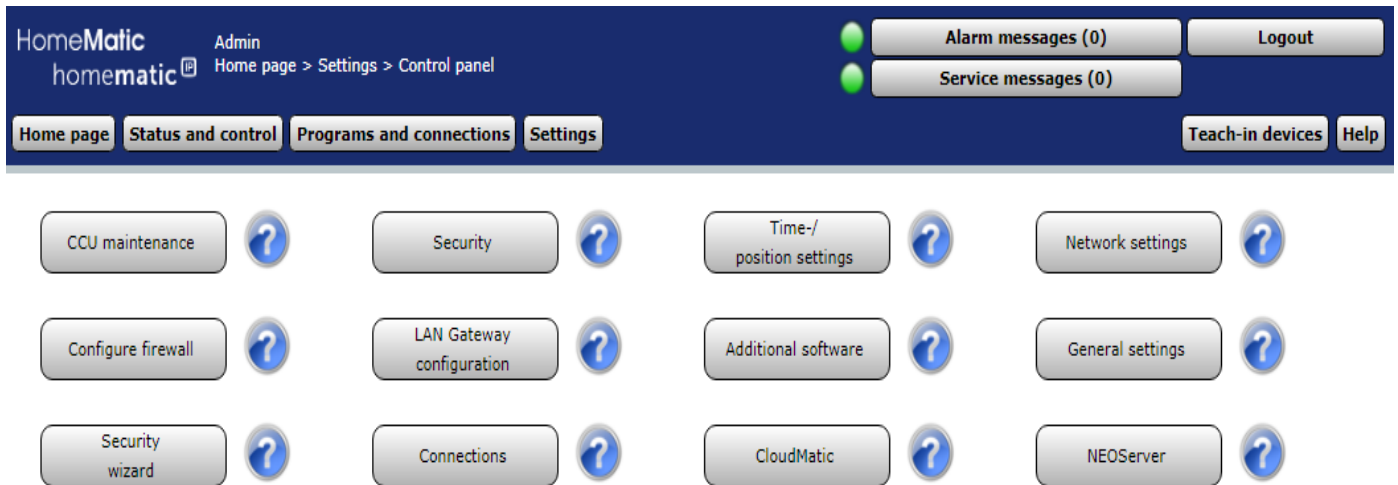 HomeMatic
homematic IP
Admin
Home page > Settings > Control panel
Alarm messages (0)
Logout
Service messages (0)
Home page
Status and control
Programs and connections
Settings
Teach-in devices
Help
CCU maintenance
?
Security
?
Time-/
position settings
?
Network settings
?
Configure firewall
?
LAN Gateway
configuration
?
Additional software
?
General settings
?
Security
wizard
?
Connections
?
CloudMatic
?
NEOServer
?